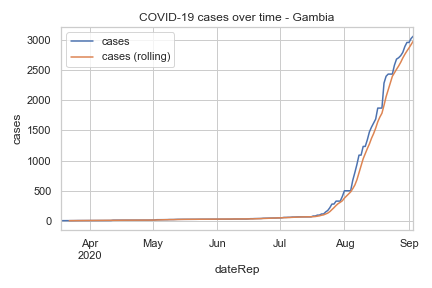 COVID-19 cases over time - Gambia
cases
cases (rolling)
3000
2500
2000
1500
1000
500
0
cases
Apr
2020
May
Jun
Jul
Aug
Sep
dateRep